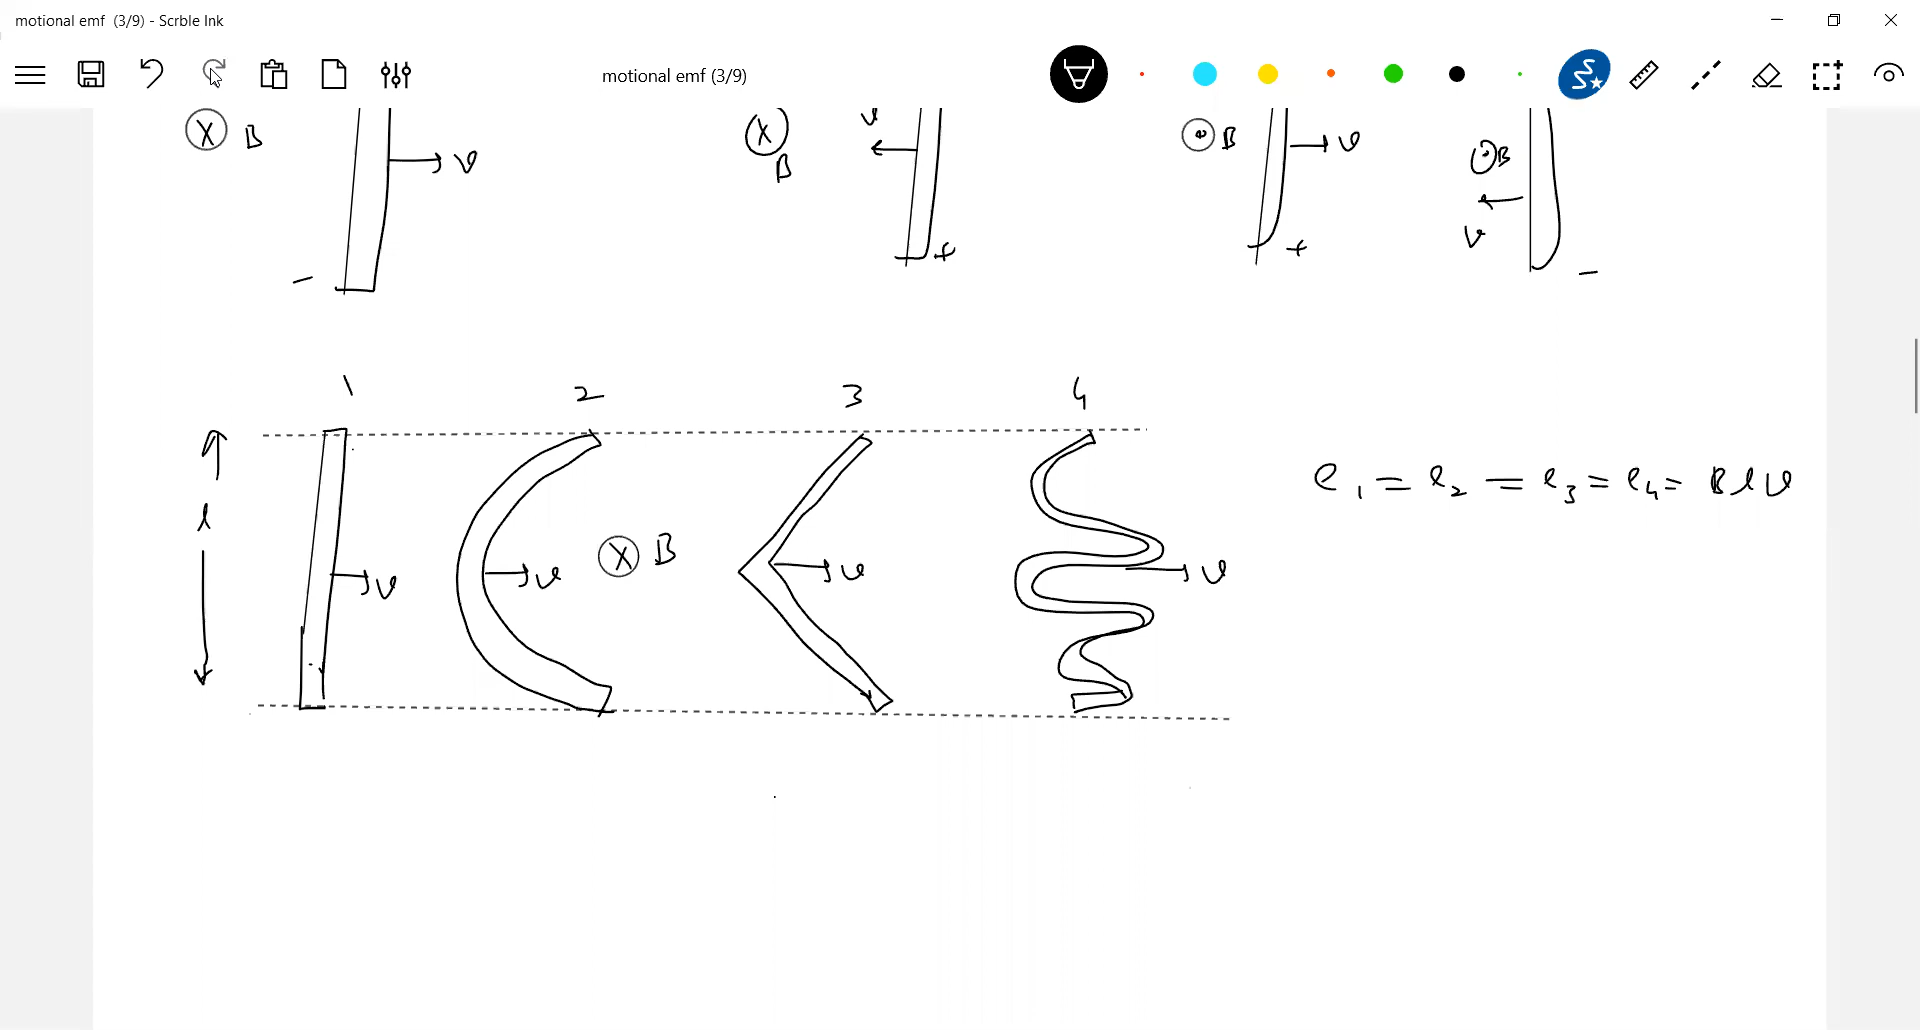 motional emf (3/9) - Scrble Ink
motional emf (3/9)
X B v - X B v + B v + B v -
1 2 3 4
l v v X B v v
e₁ = e₂ = e₃ = e₄ = Blv